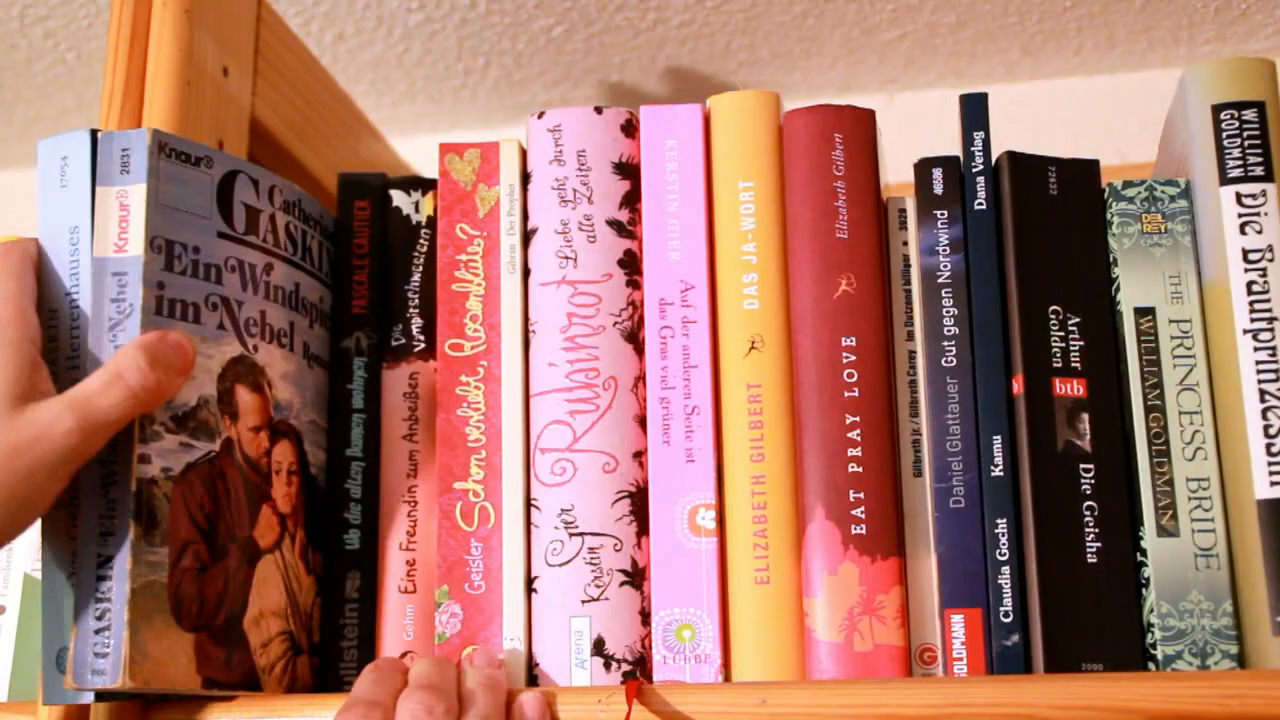 17054
Herrenhauses
2831
Knaur®
Nebel
GASKIN
Knaur®
Catherine
GASKIN
Ein Windspiel
im Nebel
Roman
PASCALE GAUTIER
Wo die alten Damen wohnen
ullstein
Die
Vampirschwestern
Eine Freundin zum Anbeißen
Gehm
Geisler Schon verliebt, Rosenblüte?
Gibran Der Prophet
Liebe geht durch
alle Zeiten
Rubinrot
Kerstin
Gier
Arena
KERSTIN GIER
Auf der anderen Seite ist
das Gras viel grüner
LÜBBE
ELIZABETH GILBERT DAS JA-WORT
Elizabeth Gilbert
EAT PRAY LOVE
Gilbreth jr. / Gilbreth Carey Im Dutzend billiger 3929
46586
Daniel Glattauer Gut gegen Nordwind
GOLDMANN
Dana Verlag
Claudia Gocht Kamu
72632
Arthur
Golden
btb
Die Geisha
2000
DEL
REY
THE PRINCESS BRIDE
WILLIAM GOLDMAN
WILLIAM
GOLDMAN
Die Brautprinzessin